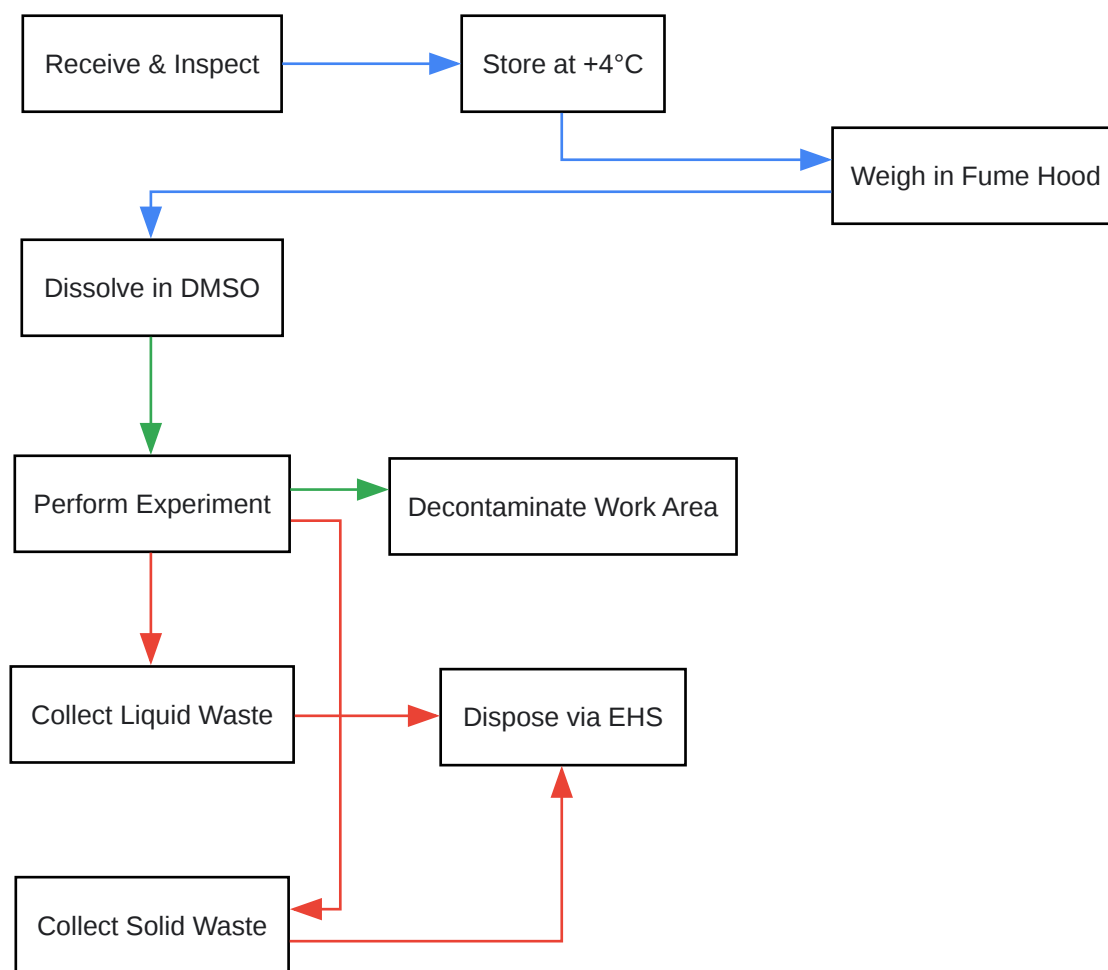 Receive & Inspect
Store at +4°C
Weigh in Fume Hood
Dissolve in DMSO
Perform Experiment
Decontaminate Work Area
Collect Liquid Waste
Dispose via EHS
Collect Solid Waste